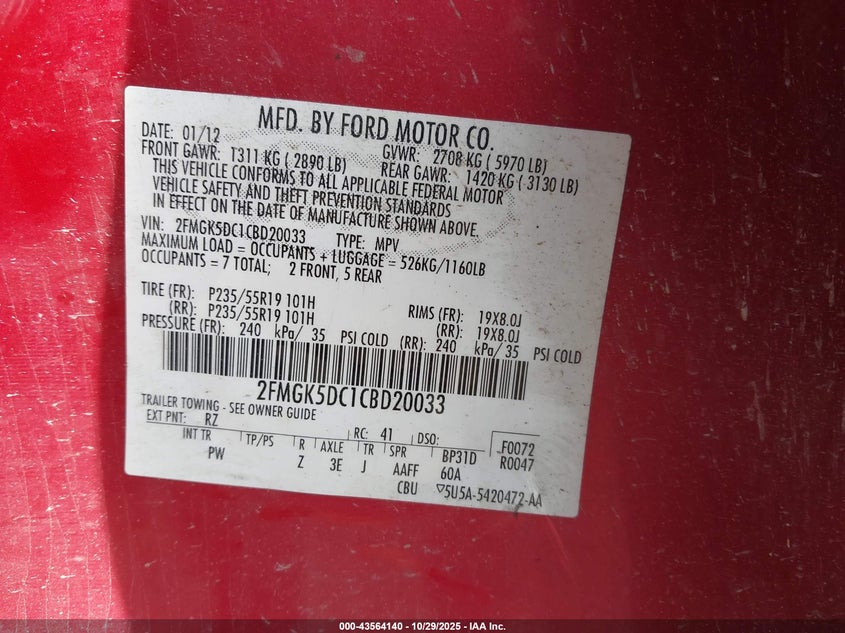 MFD. BY FORD MOTOR CO.
DATE: 01/12 GVWR: 2708 KG ( 5970 LB)
FRONT GAWR: 1311 KG ( 2890 LB) REAR GAWR: 1420 KG ( 3130 LB)
THIS VEHICLE CONFORMS TO ALL APPLICABLE FEDERAL MOTOR
VEHICLE SAFETY AND THEFT PREVENTION STANDARDS
IN EFFECT ON THE DATE OF MANUFACTURE SHOWN ABOVE.
VIN: 2FMGK5DC1CBD20033 TYPE: MPV
MAXIMUM LOAD = OCCUPANTS + LUGGAGE = 526KG/1160LB
OCCUPANTS = 7 TOTAL; 2 FRONT, 5 REAR
TIRE (FR): P235/55R19 101H RIMS (FR): 19X8.0J
(RR): P235/55R19 101H (RR): 19X8.0J
PRESSURE (FR): 240 kPa/ 35 PSI COLD (RR): 240 kPa/ 35 PSI COLD
2FMGK5DC1CBD20033
TRAILER TOWING - SEE OWNER GUIDE
EXT PNT: RZ RC: 41 DSO: F0072
INT TR TP/PS R AXLE TR SPR BP31D R0047
PW Z 3E J AAFF 60A
CBU ▽5U5A-5420472-AA
000-43564140 - 10/29/2025 - IAA Inc.